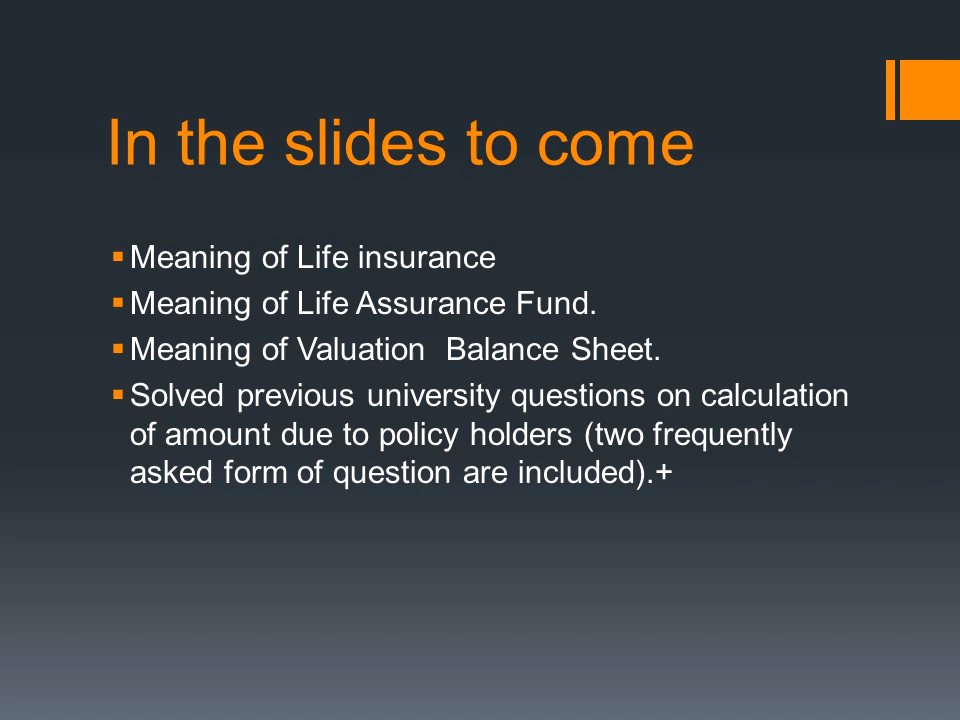 In the slides to come
▪ Meaning of Life insurance
▪ Meaning of Life Assurance Fund.
▪ Meaning of Valuation  Balance Sheet.
▪ Solved previous university questions on calculation
of amount due to policy holders (two frequently
asked form of question are included).+